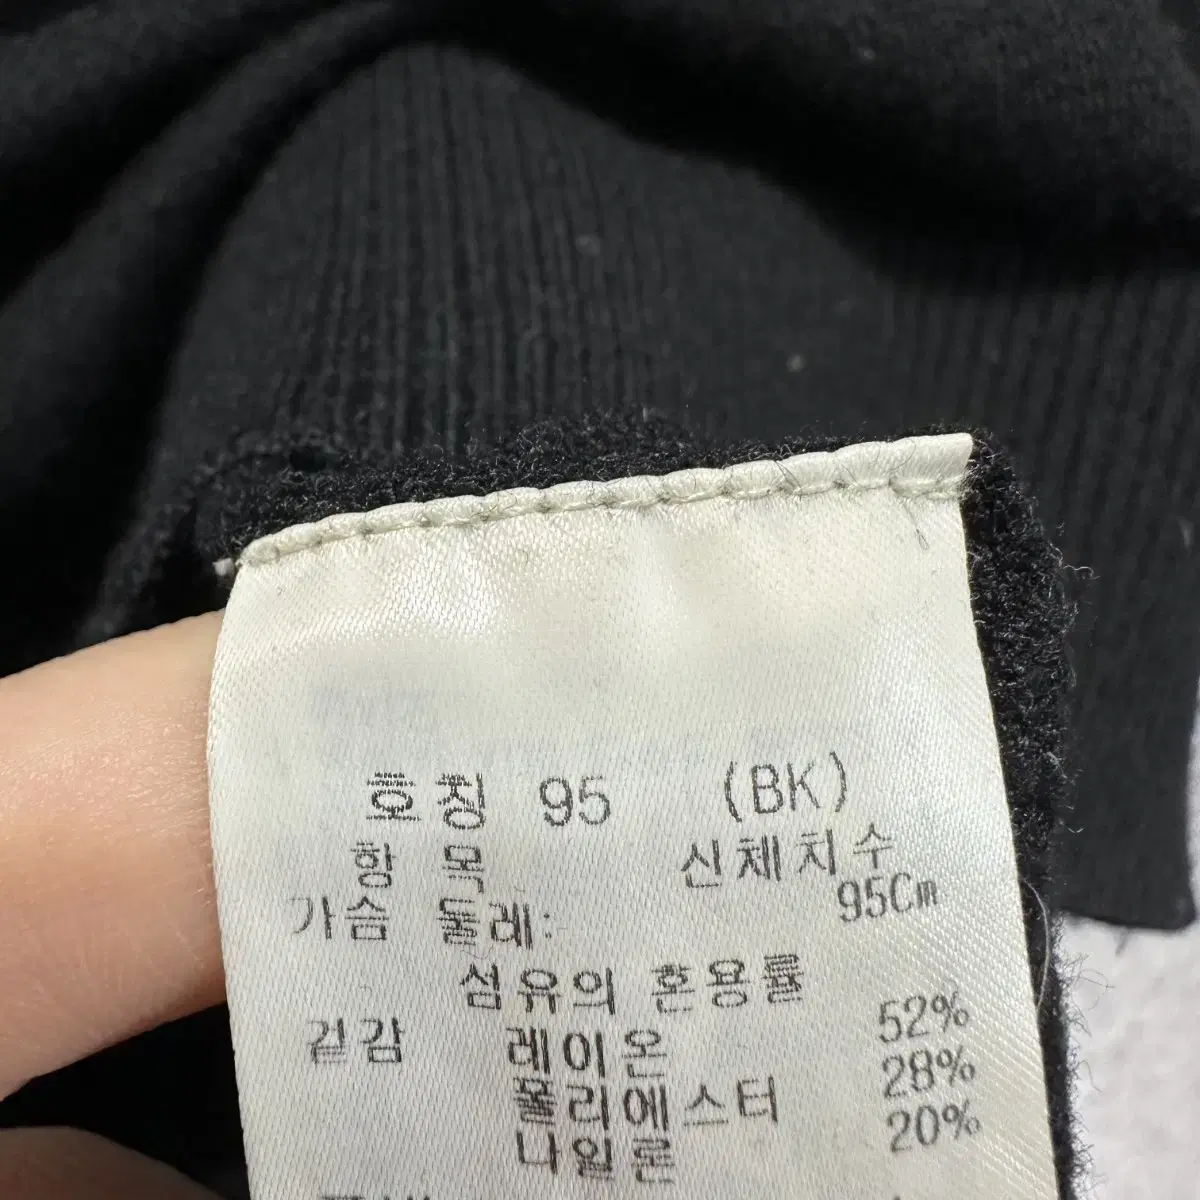 호칭 95 (BK)
항 목 신체치수
가슴 둘레: 95Cm
섬유의 혼용률
겉감 레이온 52%
폴리에스터 28%
나일론 20%